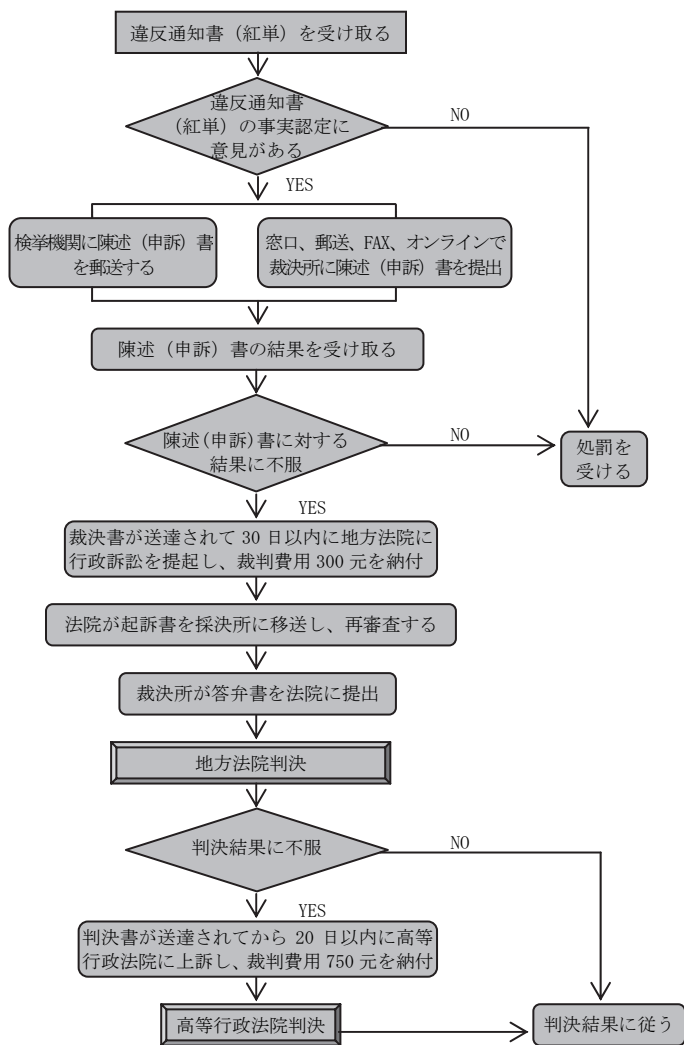 違反通知書（紅単）を受け取る
違反通知書
（紅単）の事実認定に
意見がある
NO
YES
検挙機関に陳述（申訴）書
を郵送する
窓口、郵送、FAX、オンラインで
裁決所に陳述（申訴）書を提出
陳述（申訴）書の結果を受け取る
陳述(申訴)書に対する
結果に不服
NO
処罰を
受ける
YES
裁決書が送達されて 30 日以内に地方法院に
行政訴訟を提起し、裁判費用 300 元を納付
法院が起訴書を採決所に移送し、再審査する
裁決所が答弁書を法院に提出
地方法院判決
判決結果に不服
NO
YES
判決書が送達されてから 20 日以内に高等
行政法院に上訴し、裁判費用 750 元を納付
高等行政法院判決
判決結果に従う